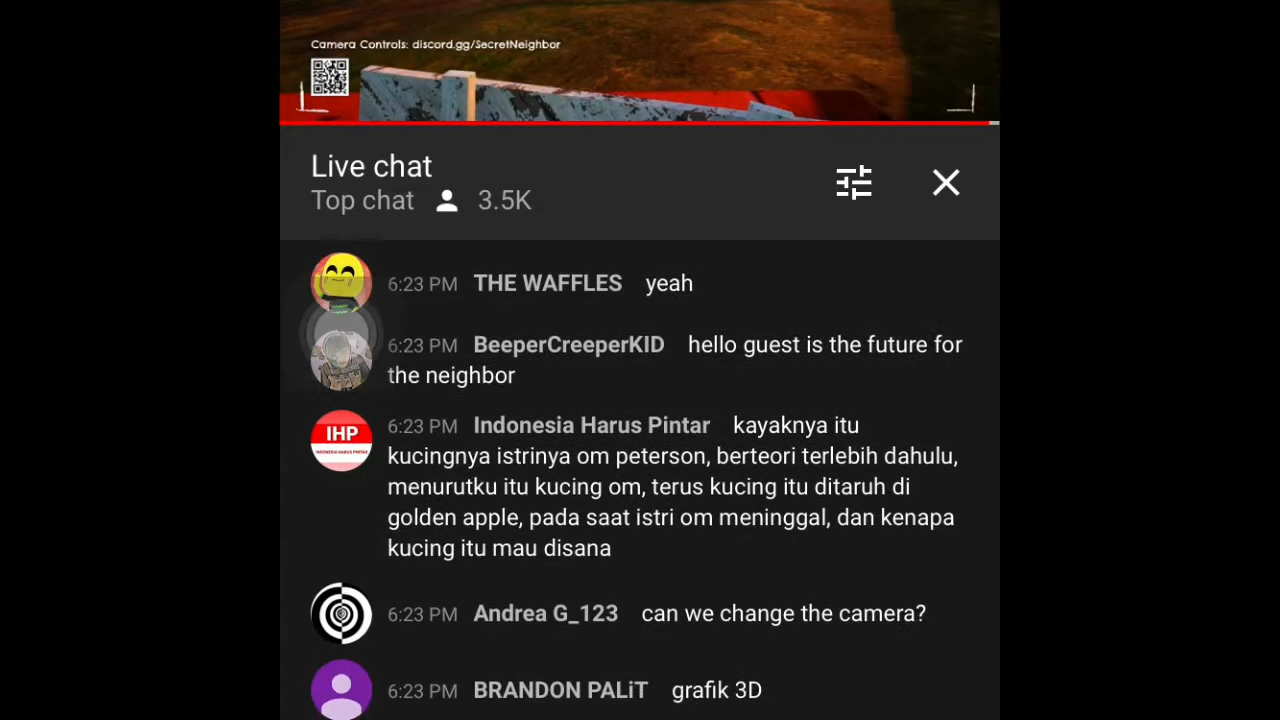 Camera Controls: discord.gg/SecretNeighbor
Live chat
Top chat 3.5K
6:23 PM THE WAFFLES yeah
6:23 PM BeeperCreeperKID hello guest is the future for
the neighbor
IHP
INDONESIA HARUS PINTAR
6:23 PM Indonesia Harus Pintar kayaknya itu
kucingnya istrinya om peterson, berteori terlebih dahulu,
menurutku itu kucing om, terus kucing itu ditaruh di
golden apple, pada saat istri om meninggal, dan kenapa
kucing itu mau disana
6:23 PM Andrea G_123 can we change the camera?
6:23 PM BRANDON PALiT grafik 3D